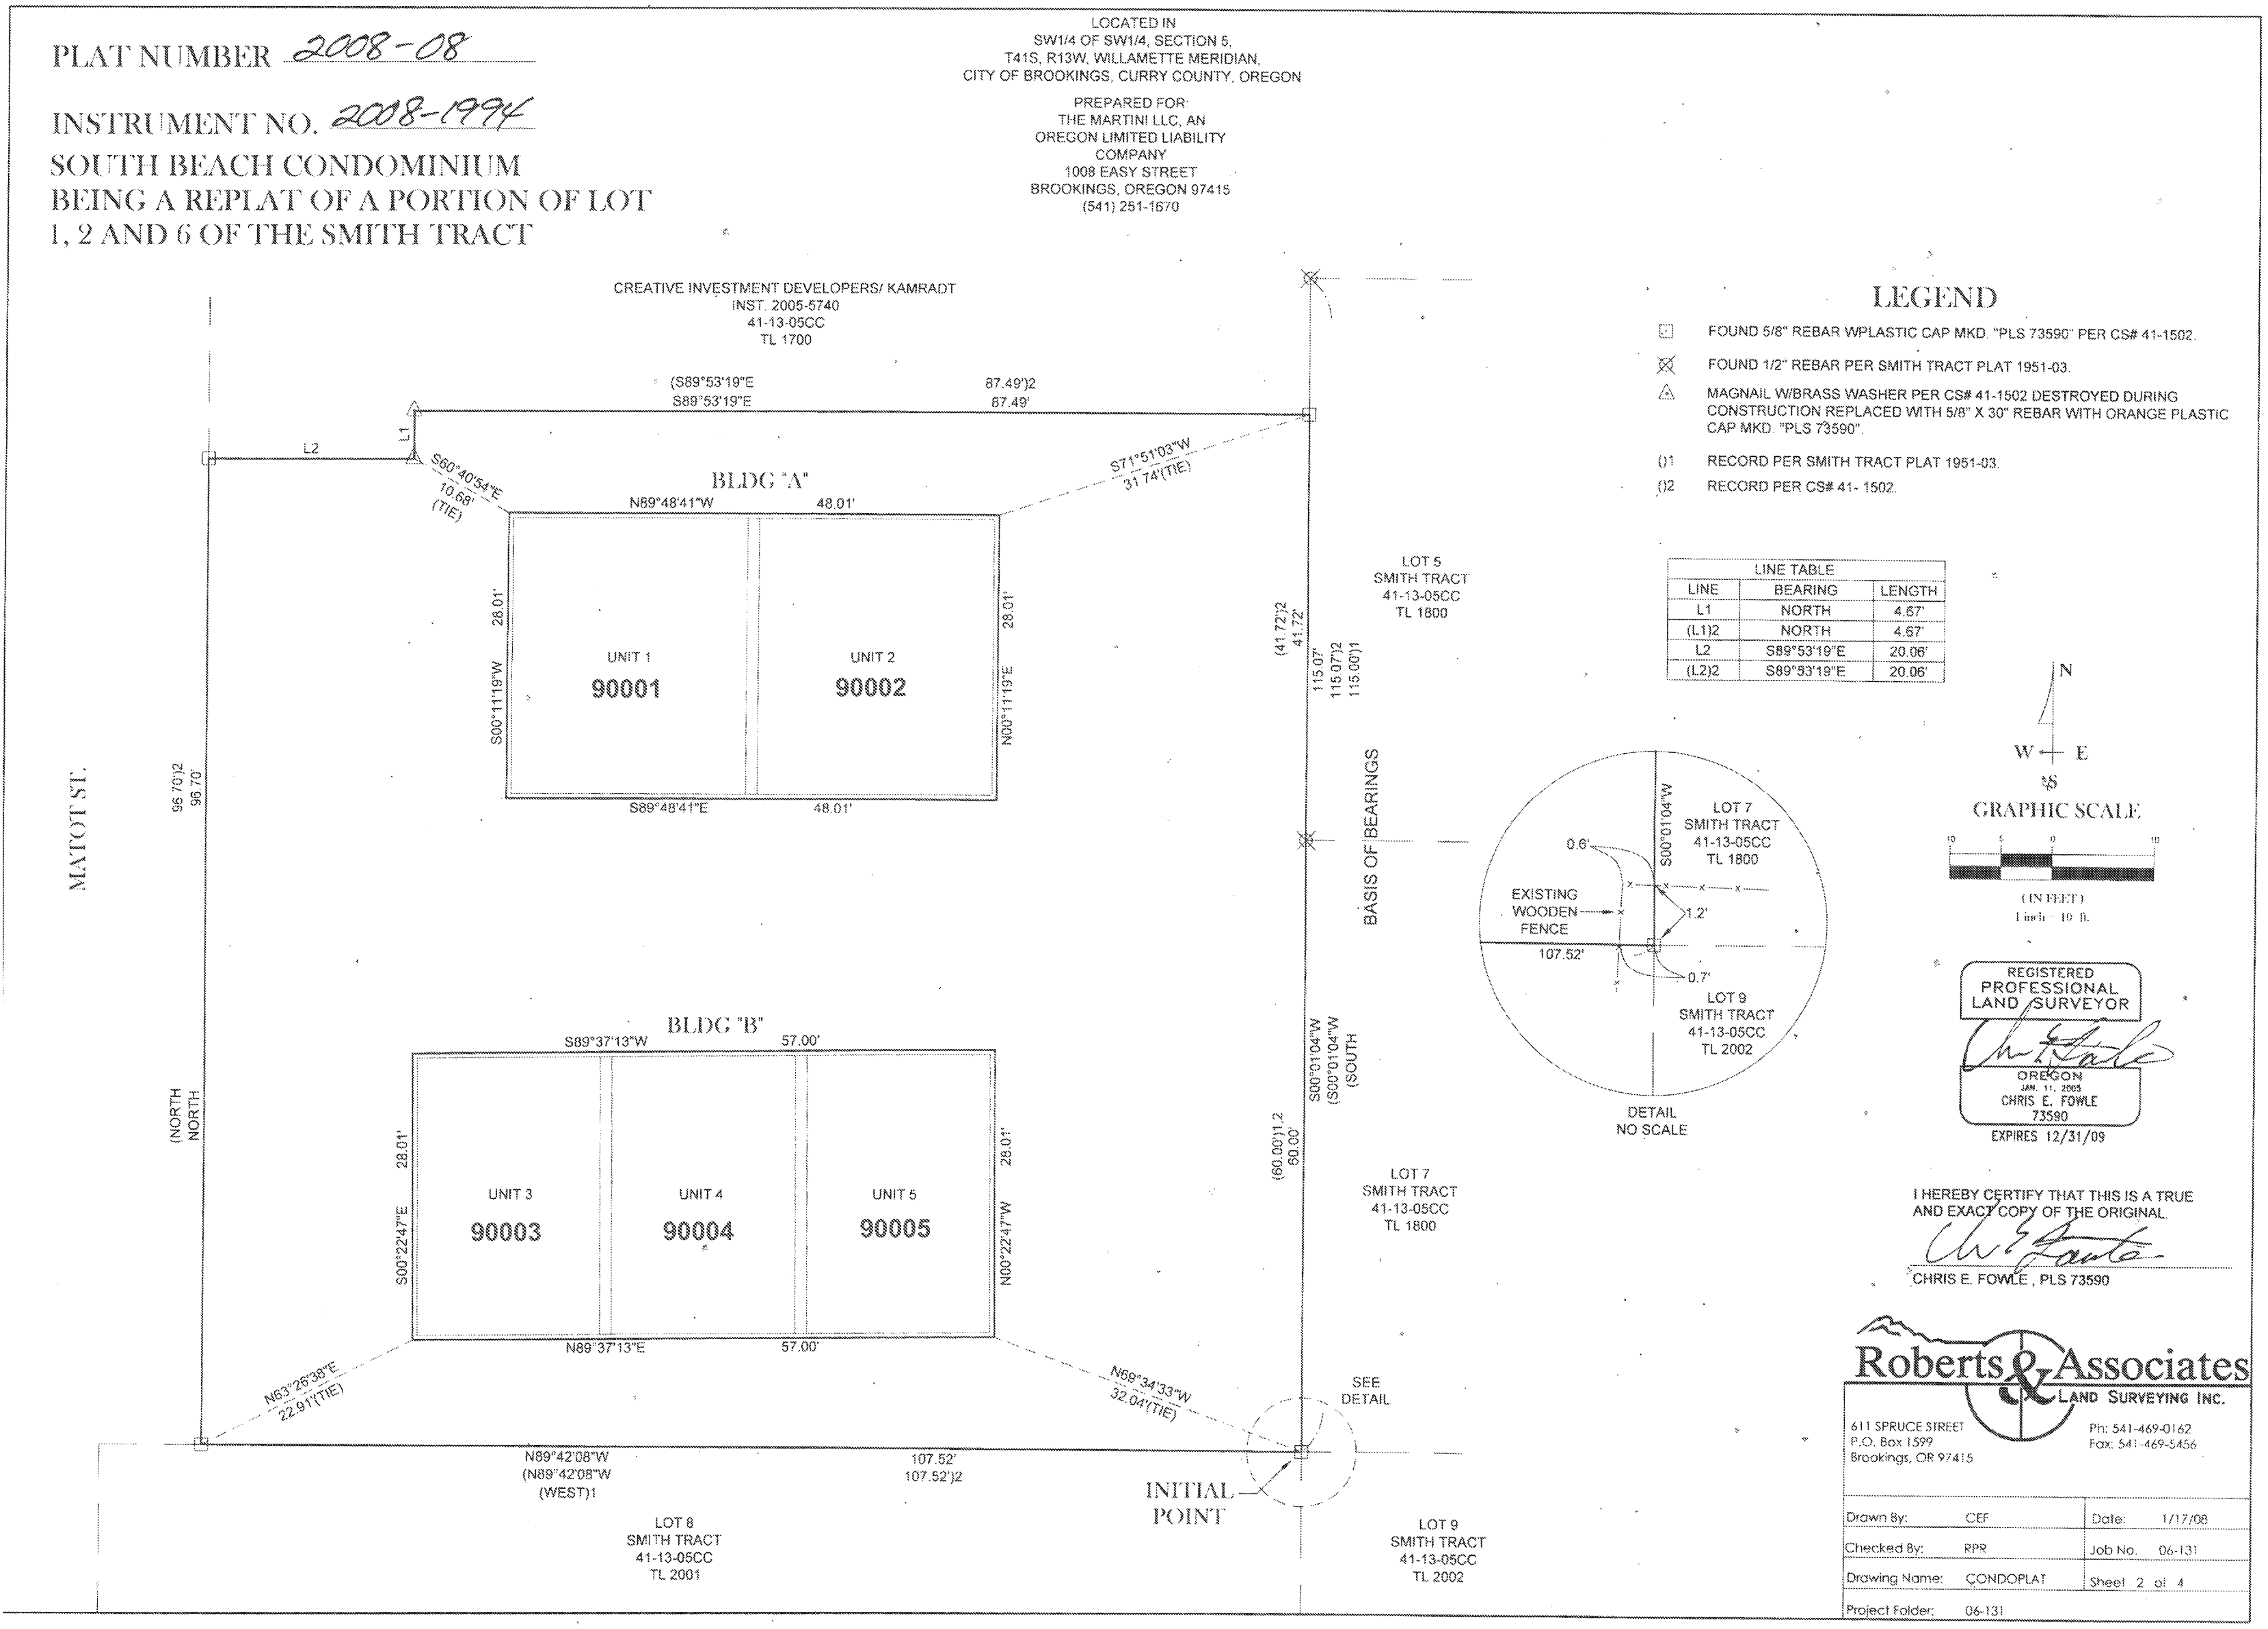 PLAT NUMBER 2008-08
INSTRUMENT NO. 2008-1994
SOUTH BEACH CONDOMINIUM
BEING A REPLAT OF A PORTION OF LOT
1, 2 AND 6 OF THE SMITH TRACT
LOCATED IN
SW1/4 OF SW1/4, SECTION 5,
T41S, R13W, WILLAMETTE MERIDIAN,
CITY OF BROOKINGS, CURRY COUNTY, OREGON
PREPARED FOR:
THE MARTINI LLC, AN
OREGON LIMITED LIABILITY
COMPANY
1008 EASY STREET
BROOKINGS, OREGON 97415
(541) 251-1670
CREATIVE INVESTMENT DEVELOPERS/ KAMRADT
INST. 2005-5740
41-13-05CC
TL 1700
(S89°53'19"E 87.49')2
S89°53'19"E 87.49'
L1
L2
S60°40'54"E
10.68'
(TIE)
S71°51'03"W
31.74'(TIE)
BLDG "A"
N89°48'41"W 48.01'
S00°11'19"W 28.01'
N00°11'19"E 28.01'
UNIT 1
90001
UNIT 2
90002
S89°48'41"E 48.01'
MATOT ST.
96.70')2
96.70'
(NORTH
NORTH
(41.72')2
41.72'
115.07'
115.07')2
115.00')1
LOT 5
SMITH TRACT
41-13-05CC
TL 1800
BASIS OF BEARINGS
S00°01'04"W
(S00°01'04"W
(SOUTH
(60.00')1,2
60.00'
LOT 7
SMITH TRACT
41-13-05CC
TL 1800
BLDG "B"
S89°37'13"W 57.00'
S00°22'47"E 28.01'
N00°22'47"W 28.01'
UNIT 3
90003
UNIT 4
90004
UNIT 5
90005
N89°37'13"E 57.00'
N63°26'38"E
22.91'(TIE)
N69°34'33"W
32.04'(TIE)
SEE
DETAIL
N89°42'08"W 107.52'
(N89°42'08"W 107.52')2
(WEST)1
INITIAL
POINT
LOT 8
SMITH TRACT
41-13-05CC
TL 2001
LOT 9
SMITH TRACT
41-13-05CC
TL 2002
LEGEND
FOUND 5/8" REBAR WPLASTIC CAP MKD. "PLS 73590" PER CS# 41-1502.
FOUND 1/2" REBAR PER SMITH TRACT PLAT 1951-03.
MAGNAIL W/BRASS WASHER PER CS# 41-1502 DESTROYED DURING
CONSTRUCTION REPLACED WITH 5/8" X 30" REBAR WITH ORANGE PLASTIC
CAP MKD. "PLS 73590".
()1 RECORD PER SMITH TRACT PLAT 1951-03.
()2 RECORD PER CS# 41- 1502.
LINE TABLE
LINE BEARING LENGTH
L1 NORTH 4.67'
(L1)2 NORTH 4.67'
L2 S89°53'19"E 20.06'
(L2)2 S89°53'19"E 20.06'
N
W E
S
GRAPHIC SCALE
10 5 0 10
( IN FEET )
1 inch = 10 ft.
S00°01'04"W
LOT 7
SMITH TRACT
41-13-05CC
TL 1800
0.6'
EXISTING
WOODEN
FENCE
1.2'
107.52'
0.7'
LOT 9
SMITH TRACT
41-13-05CC
TL 2002
DETAIL
NO SCALE
REGISTERED
PROFESSIONAL
LAND SURVEYOR
OREGON
JAN. 11, 2005
CHRIS E. FOWLE
73590
EXPIRES 12/31/09
I HEREBY CERTIFY THAT THIS IS A TRUE
AND EXACT COPY OF THE ORIGINAL.
CHRIS E. FOWLE , PLS 73590
Roberts & Associates
LAND SURVEYING INC.
611 SPRUCE STREET
P.O. Box 1599
Brookings, OR 97415
Ph: 541-469-0162
Fax: 541-469-5456
Drawn By: CEF Date: 1/17/08
Checked By: RPR Job No. 06-131
Drawing Name: CONDOPLAT Sheet 2 of 4
Project Folder: 06-131